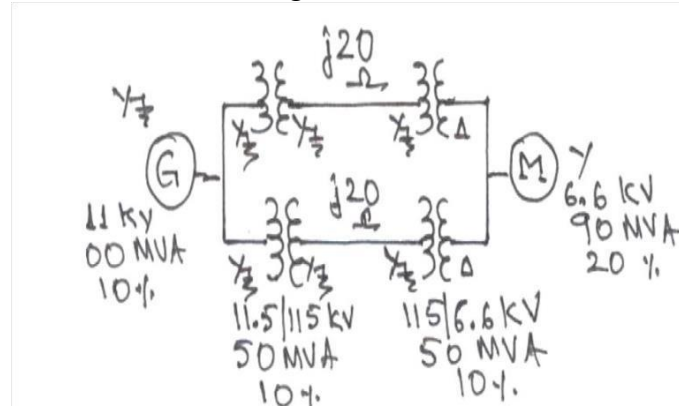 j20
Ω
Y
Y Y Y Δ
G
M Y
j20
Ω
11 KV
00 MVA
10%
6.6 KV
90 MVA
20 %
Y Y Y Δ
11.5/115 KV
50 MVA
10%
115/6.6 KV
50 MVA
10%